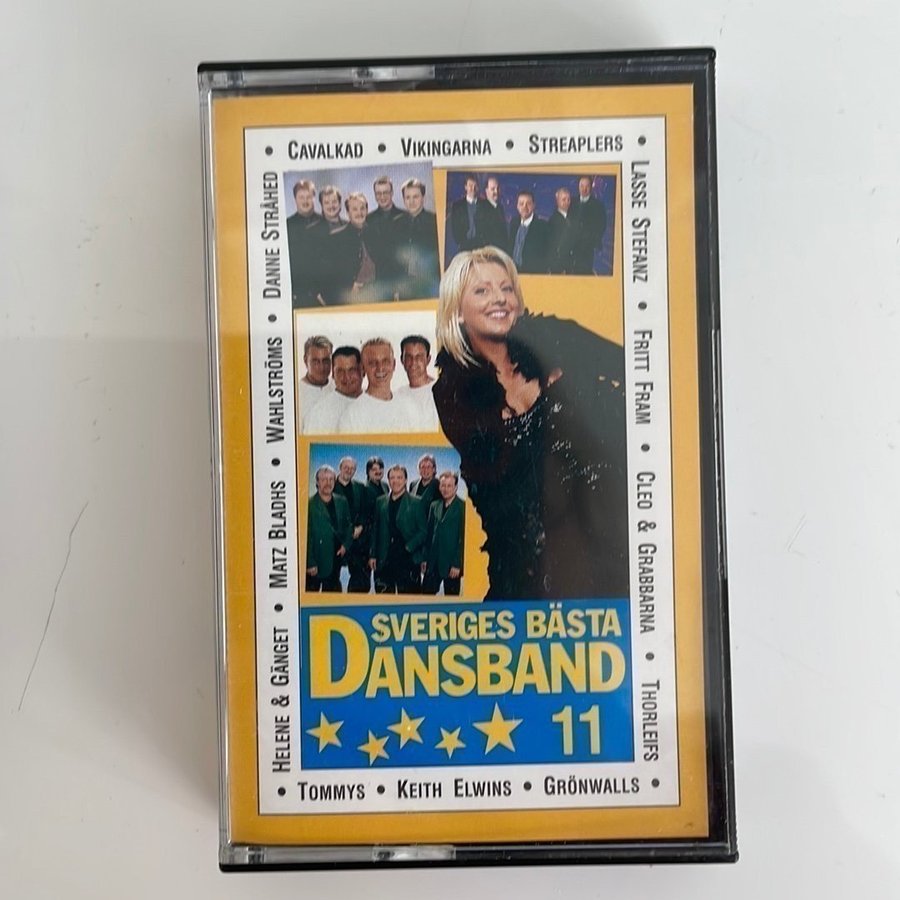 • CAVALKAD • VIKINGARNA • STREAPLERS •
LASSE STEFANZ • FRITT FRAM • CLEO & GRABBARNA • THORLEIFS
HELENE & GÄNGET • MATZ BLADHS • WAHLSTRÖMS • DANNE STRÅHED
SVERIGES BÄSTA
DANSBAND
11
• TOMMYS • KEITH ELWINS • GRÖNWALLS •